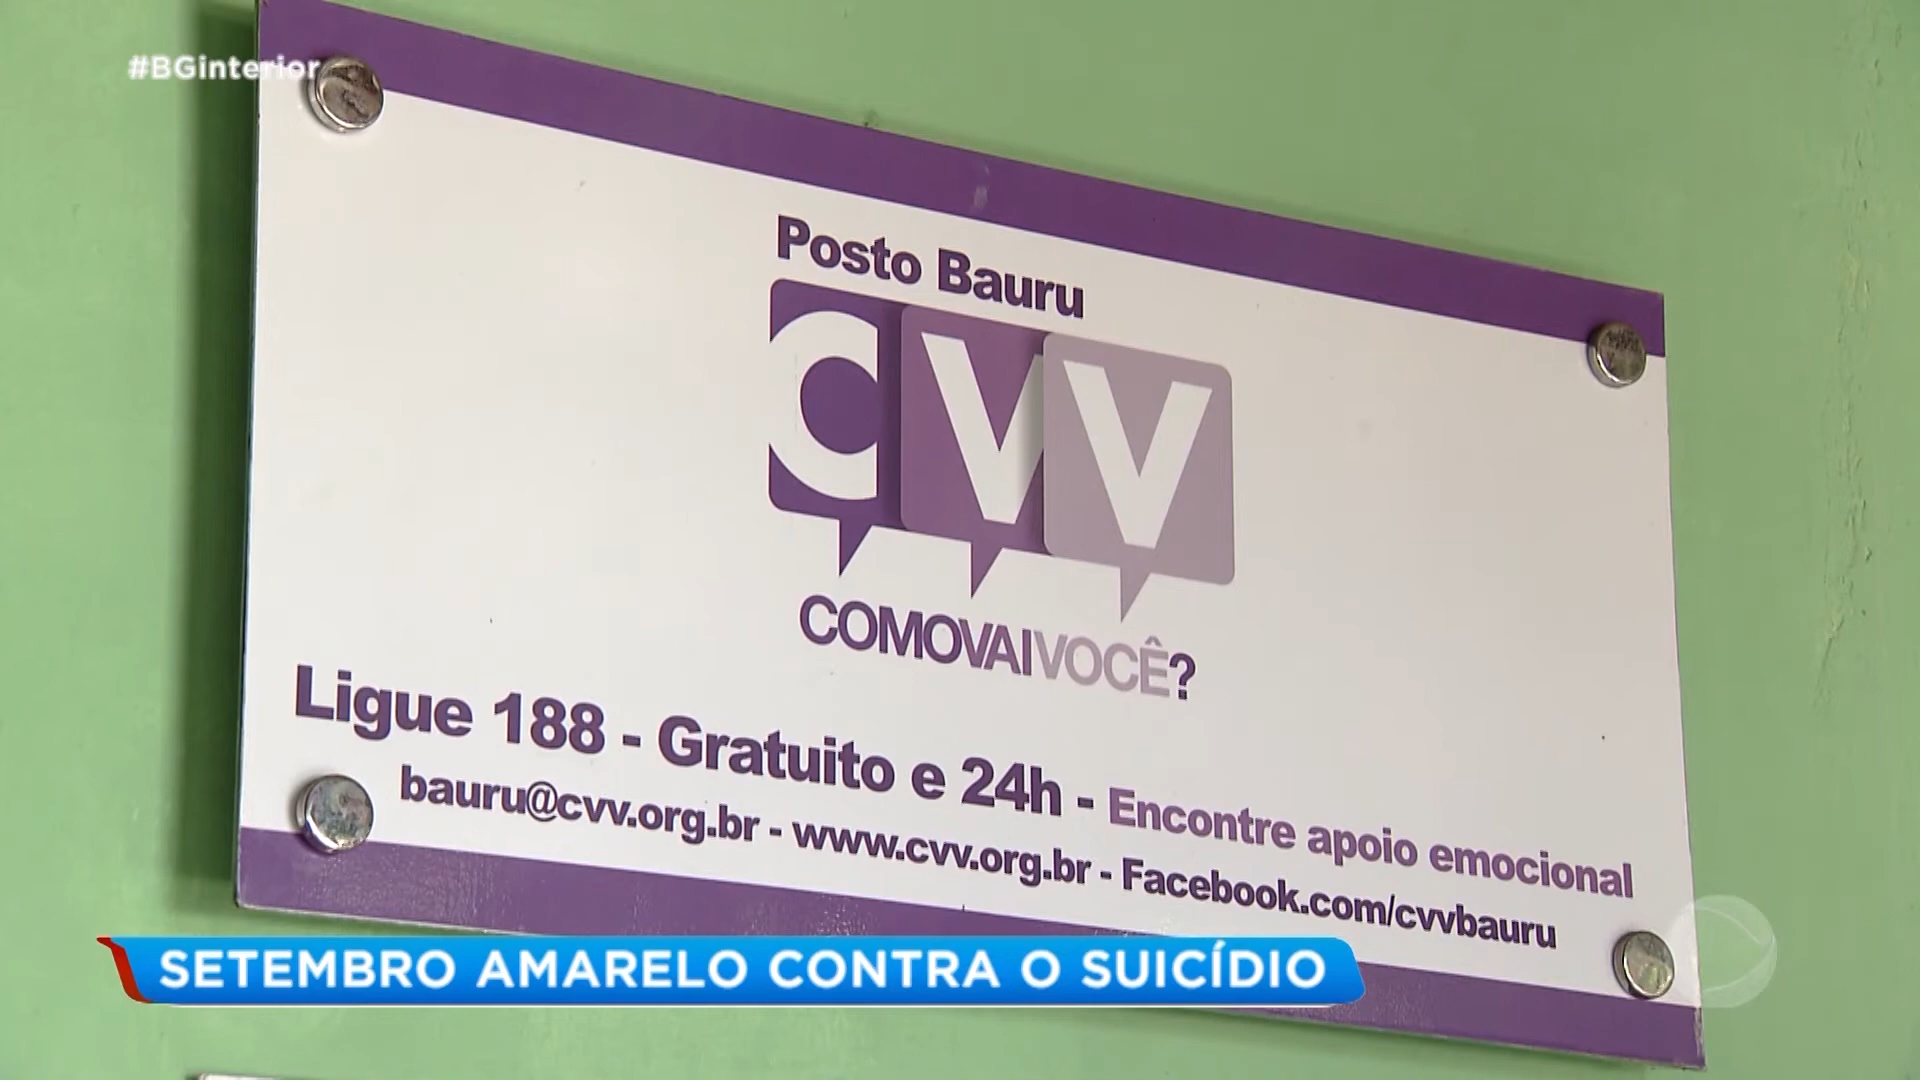 #BGinterior
Posto Bauru
CVV
COMOVAIVOCÊ?
Ligue 188 - Gratuito e 24h - Encontre apoio emocional
bauru@cvv.org.br - www.cvv.org.br - Facebook.com/cvvbauru
SETEMBRO AMARELO CONTRA O SUICÍDIO